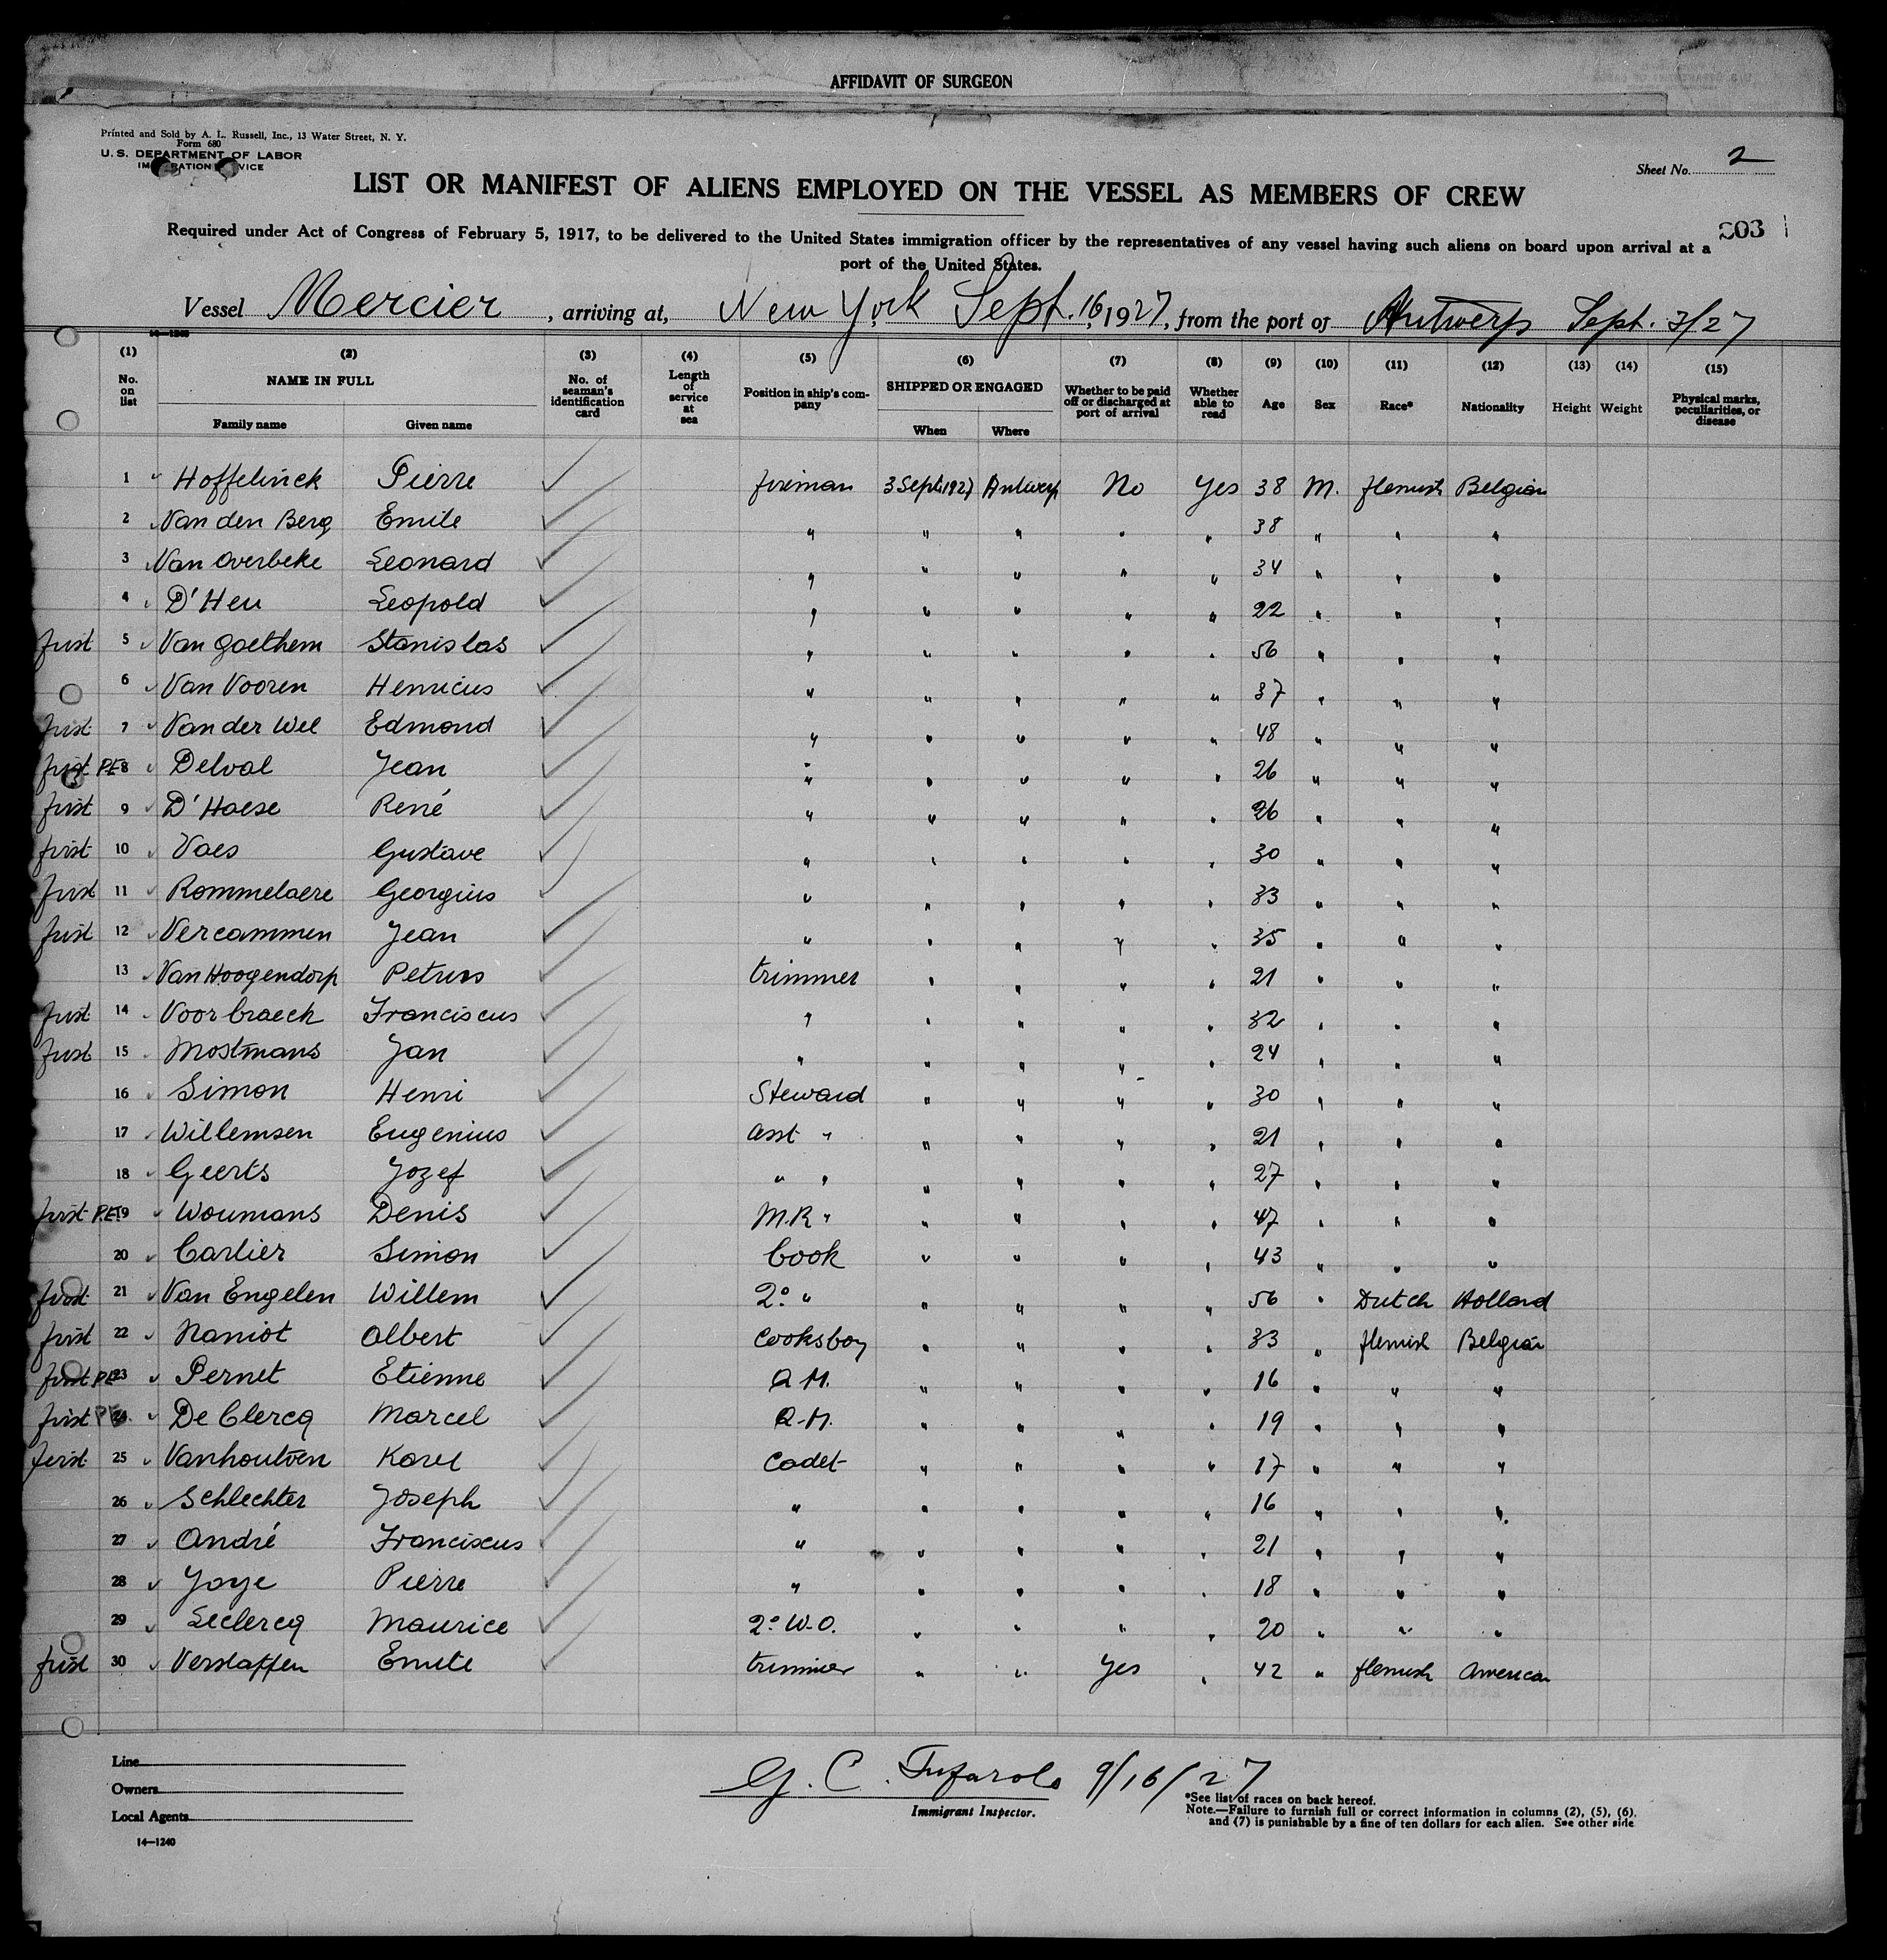 AFFIDAVIT OF SURGEON
Printed and Sold by A. L. Russell, Inc., 13 Water Street, N. Y.
Form 680
U. S. DEPARTMENT OF LABOR
Sheet No. 2
LIST OR MANIFEST OF ALIENS EMPLOYED ON THE VESSEL AS MEMBERS OF CREW
203
Required under Act of Congress of February 5, 1917, to be delivered to the United States immigration officer by the representatives of any vessel having such aliens on board upon arrival at a
port of the United States.
Vessel Mercier, arriving at, New York Sept. 16, 1927, from the port of Antwerp Sept. 3/27
(1) (2) (3) (4) (5) (6) (7) (8) (9) (10) (11) (12) (13) (14) (15)
No. on list NAME IN FULL No. of seaman's identification card Length of service at sea Position in ship's company SHIPPED OR ENGAGED Whether to be paid off or discharged at port of arrival Whether able to read Age Sex Race* Nationality Height Weight Physical marks, peculiarities, or disease
Family name Given name When Where
1 Hoffelinck Pierre fireman 3 Sept 1927 Antwerp No Yes 38 M. flemish Belgian
2 Van den Berg Emile " " " " " 38 " " "
3 Van Overbeke Leonard " " " " " 34 " " "
4 D'Heu Leopold " " " " " 22 " " "
first 5 Van Goethem Stanislas " " " " " 56 " " "
6 Van Vooren Henricus " " " " " 37 " " "
first 7 Van der Wel Edmond " " " " " 48 " " "
first P.E. 8 Delval Jean " " " " " 26 " " "
first 9 D'Haese René " " " " " 26 " " "
first 10 Vaes Gustave " " " " " 30 " " "
first 11 Rommelaere Georgius " " " " " 33 " " "
first 12 Vercammen Jean " " " " " 35 " " "
13 Van Hoogendorp Petrus trimmer " " " " 21 " " "
first 14 Voorbraeck Franciscus " " " " " 32 " " "
first 15 Mostmans Jan " " " " " 24 " " "
16 Simon Henri Steward " " " " 30 " " "
17 Willemsen Eugenius asst " " " " " 21 " " "
18 Geerts Jozef " " " " " " 27 " " "
first P.E. 19 Woumans Denis M.R " " " " " 47 " " "
20 Carlier Simon Cook " " " " 43 " " "
first 21 Van Engelen Willem 2° " " " " " 56 " Dutch Holland
first 22 Naniot Albert Cooksboy " " " " 33 " flemish Belgian
first P.E. 23 Pernet Etienne Q M. " " " " 16 " " "
first P.E. 24 De Clercq Marcel Q.M. " " " " 19 " " "
first 25 Vanhoutven Karel Cadet " " " " 17 " " "
26 Schlechter Joseph " " " " " 16 " " "
27 André Franciscus " " " " " 21 " " "
28 Joye Pierre " " " " " 18 " " "
29 Leclercq Maurice 2° W.O. " " " " 20 " " "
first 30 Verstappen Emile trimmer " " Yes " 42 " flemish American
Line
Owners
Local Agents
14—1240
G. C. Tufarolo 9/16/27
Immigrant Inspector.
*See list of races on back hereof.
Note.—Failure to furnish full or correct information in columns (2), (5), (6),
and (7) is punishable by a fine of ten dollars for each alien. See other side